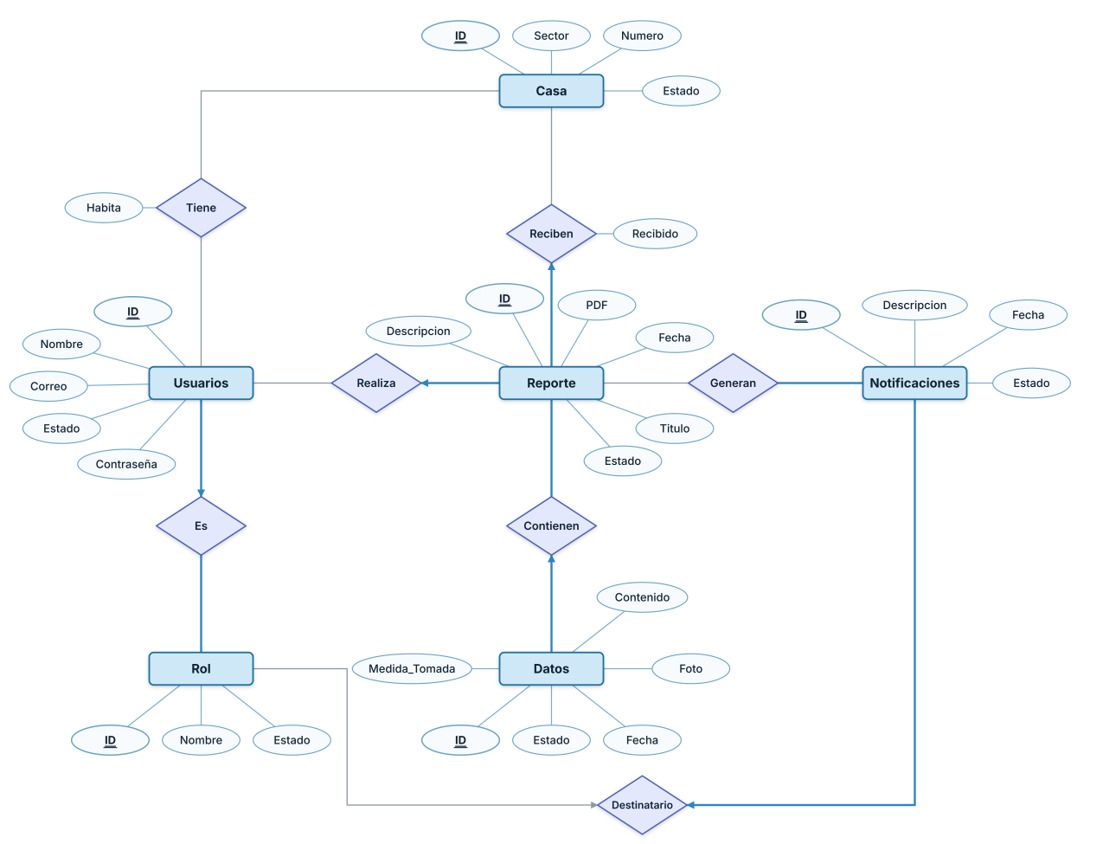 ID
Sector
Numero
Casa
Estado
Habita
Tiene
Reciben
Recibido
ID
Nombre
Correo
Estado
Contraseña
Usuarios
Realiza
Descripcion
ID
PDF
Fecha
Reporte
Titulo
Estado
Generan
ID
Descripcion
Fecha
Notificaciones
Estado
Es
Contienen
Contenido
Rol
Medida_Tomada
Datos
Foto
ID
Nombre
Estado
ID
Estado
Fecha
Destinatario